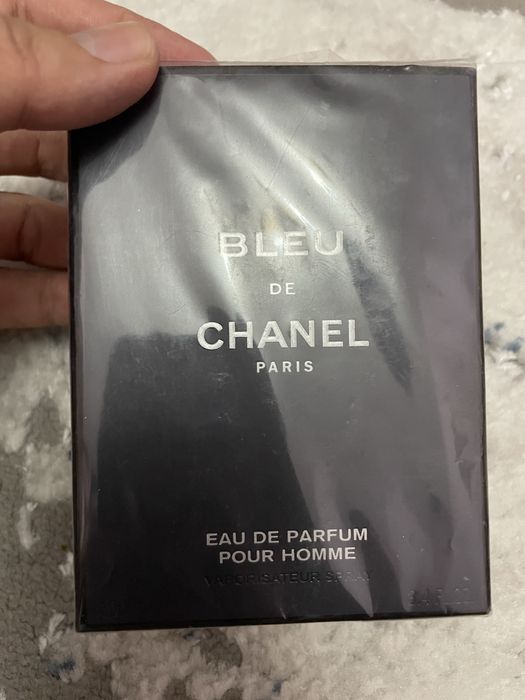 BLEU
DE
CHANEL
PARIS
EAU DE PARFUM
POUR HOMME
VAPORISATEUR SPRAY